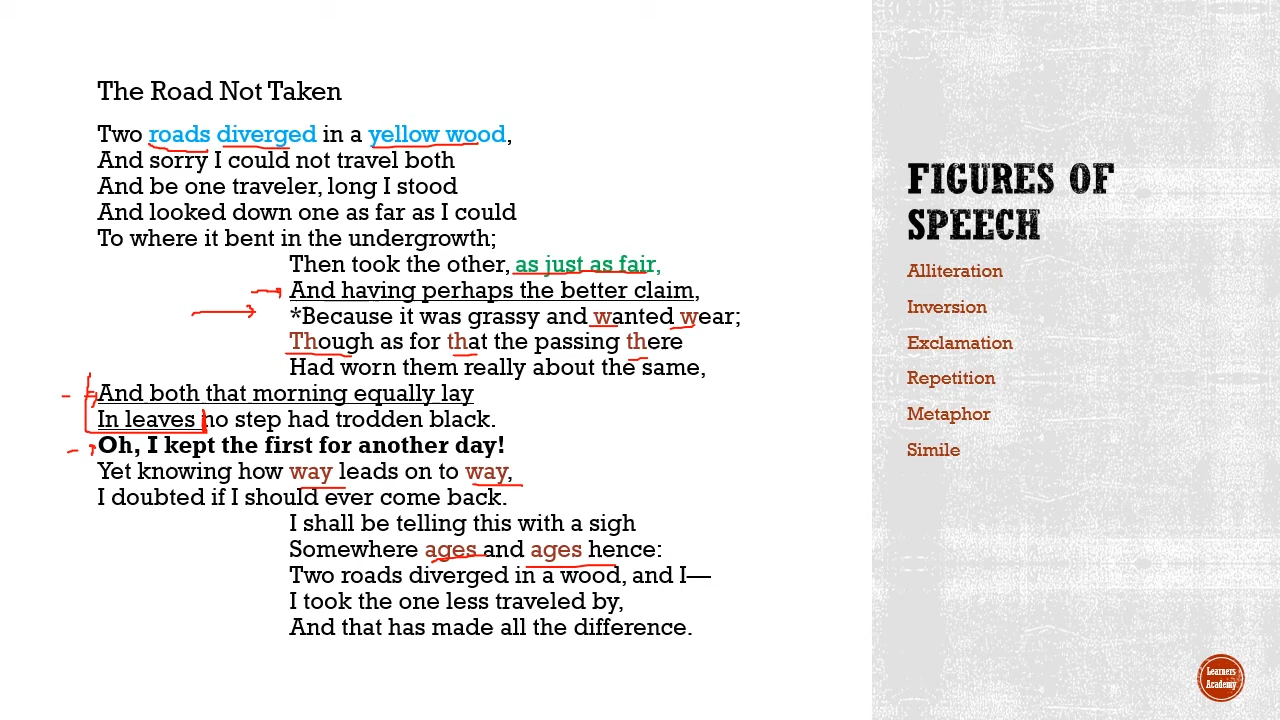 The Road Not Taken
Two roads diverged in a yellow wood,
And sorry I could not travel both
And be one traveler, long I stood
And looked down one as far as I could
To where it bent in the undergrowth;
Then took the other, as just as fair,
And having perhaps the better claim,
*Because it was grassy and wanted wear;
Though as for that the passing there
Had worn them really about the same,
And both that morning equally lay
In leaves no step had trodden black.
Oh, I kept the first for another day!
Yet knowing how way leads on to way,
I doubted if I should ever come back.
I shall be telling this with a sigh
Somewhere ages and ages hence:
Two roads diverged in a wood, and I—
I took the one less traveled by,
And that has made all the difference.
FIGURES OF
SPEECH
Alliteration
Inversion
Exclamation
Repetition
Metaphor
Simile
Learners
Academy